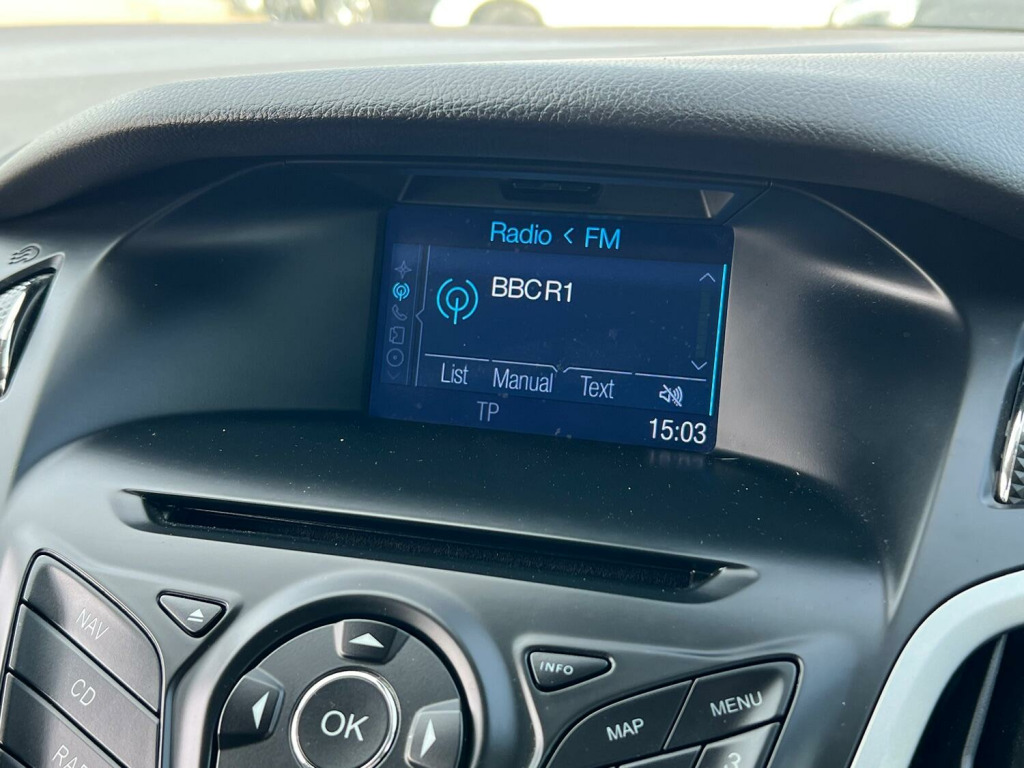 Radio < FM
BBC R1
List Manual Text
TP
15:03
NAV
CD
OK
INFO
MAP
MENU